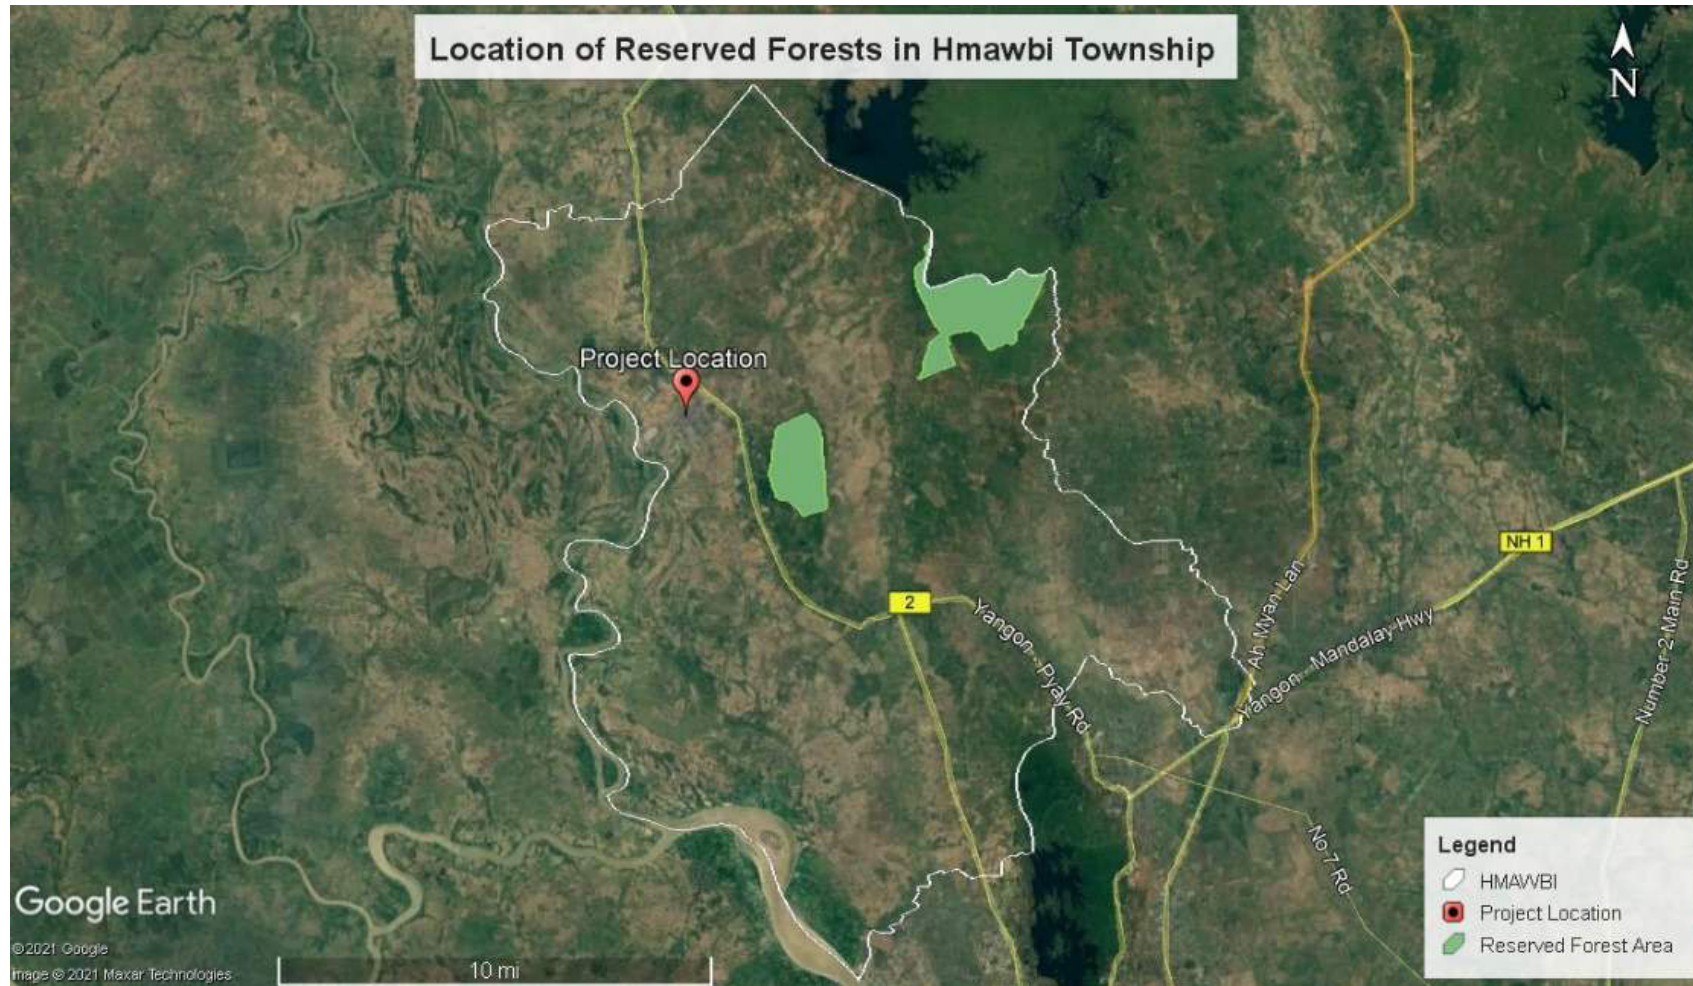 Location of Reserved Forests in Hmawbi Township
N
Project Location
NH 1
2
Yangon - Pyay Rd
Ah Myan Lan
Yangon - Mandalay Hwy
Number 2 Main Rd
No 7 Rd
Legend
HMAWBI
Project Location
Reserved Forest Area
Google Earth
©2021 Google
Image © 2021 Maxar Technologies
10 mi